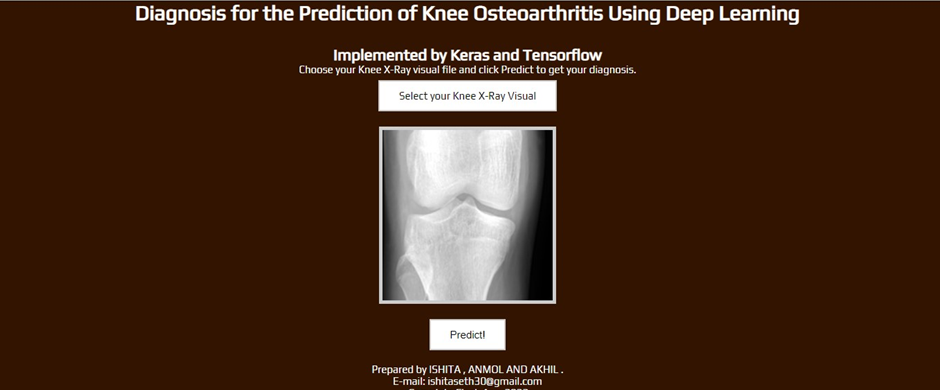 Diagnosis for the Prediction of Knee Osteoarthritis Using Deep Learning
Implemented by Keras and Tensorflow
Choose your Knee X-Ray visual file and click Predict to get your diagnosis.
Select your Knee X-Ray Visual
Predict!
Prepared by ISHITA , ANMOL AND AKHIL .
E-mail: ishitaseth30@gmail.com